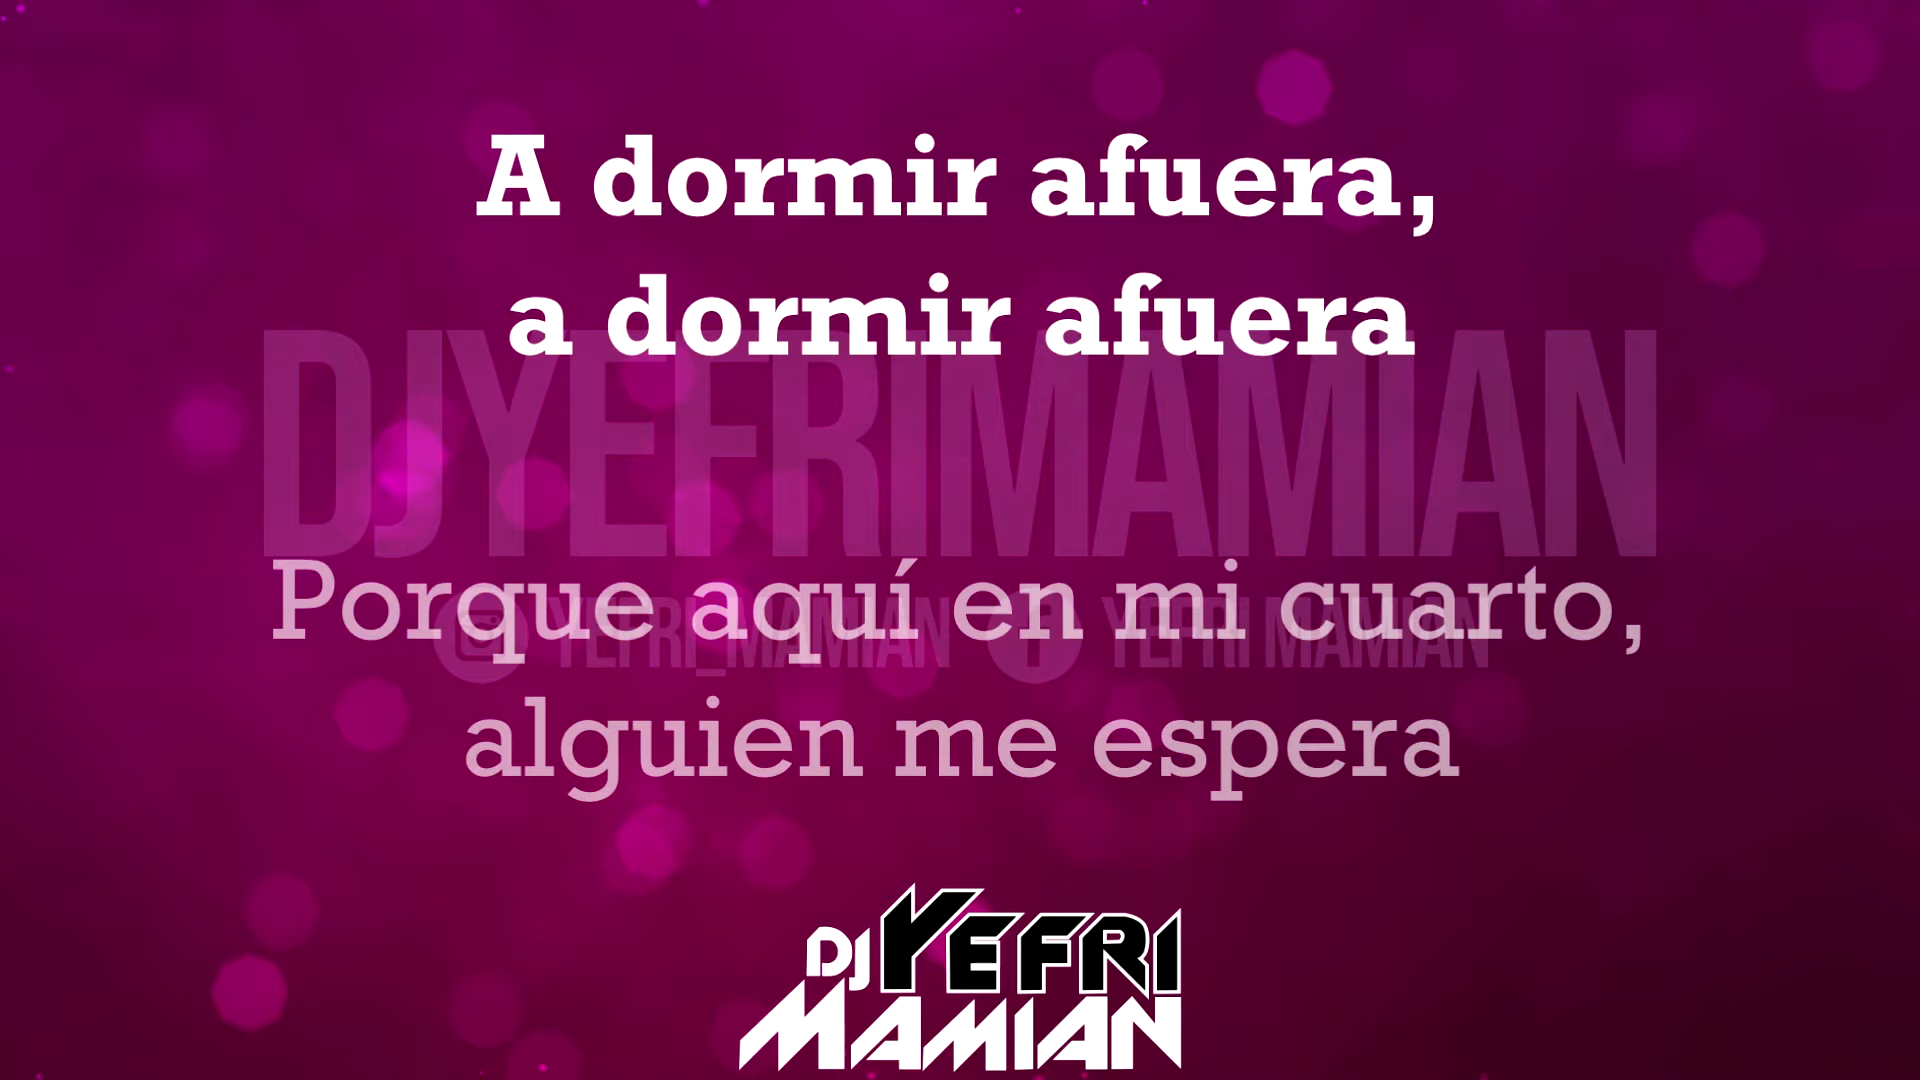 A dormir afuera,
a dormir afuera
DJYEFRIMAMIAN
Porque aquí en mi cuarto,
YEFRI_MAMIAN YEFRI MAMIAN
alguien me espera
DJ YEFRI
MAMIAN